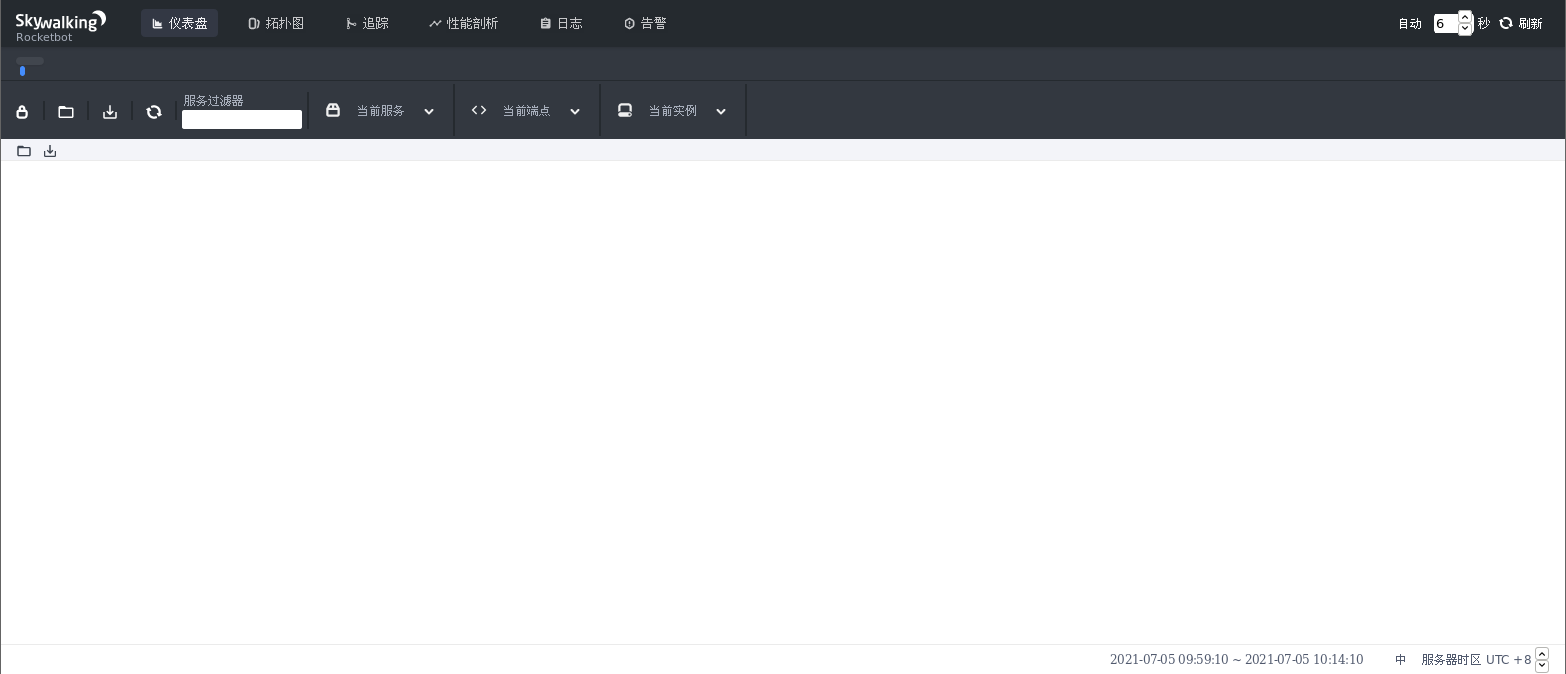 Skywalking
Rocketbot
仪表盘 拓扑图 追踪 性能剖析 日志 告警 自动 6 秒 刷新
服务过滤器
当前服务 当前端点 当前实例
2021-07-05 09:59:10 ~ 2021-07-05 10:14:10 中 服务器时区 UTC +8